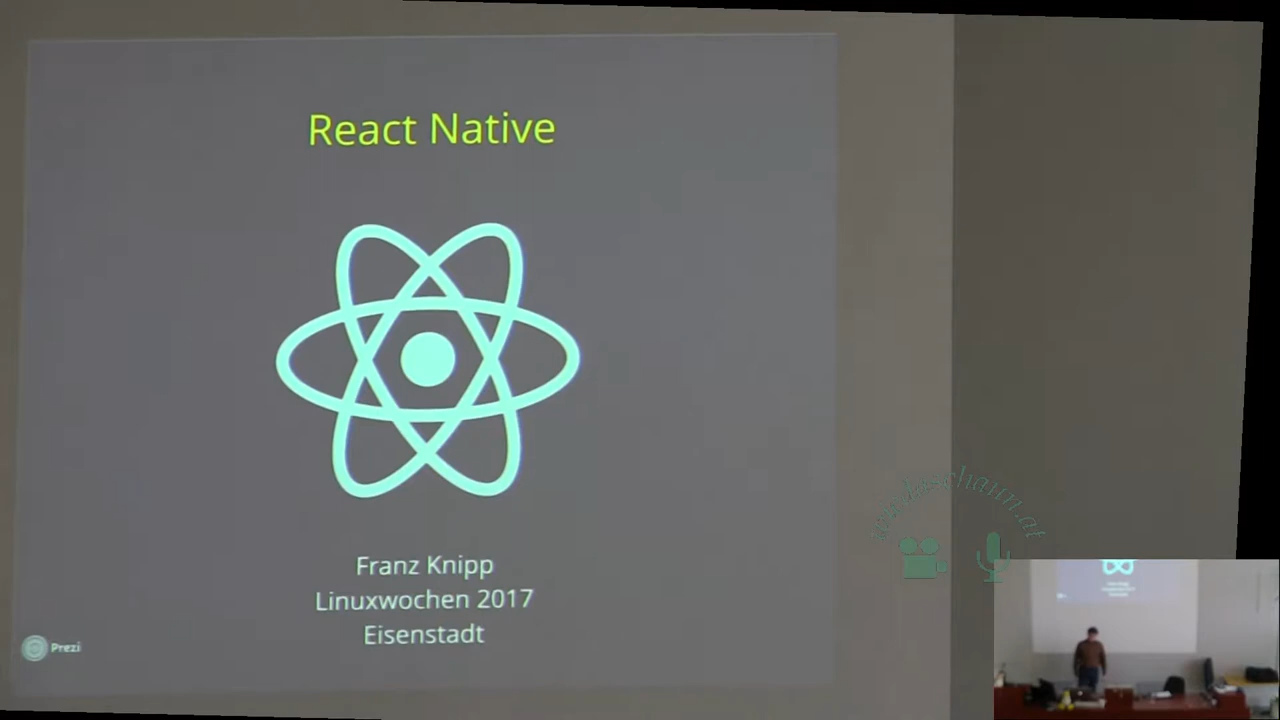 React Native
Franz Knipp
Linuxwochen 2017
Eisenstadt
Prezi